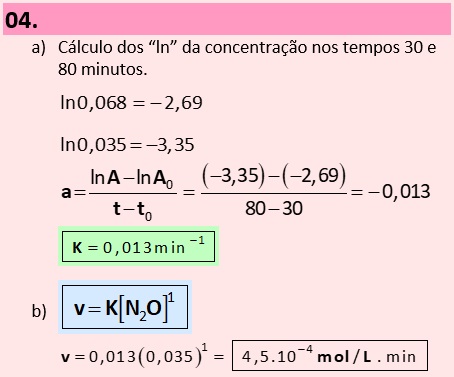 04.
a) Cálculo dos “ln” da concentração nos tempos 30 e
80 minutos.
ln0,068 = −2,69
ln0,035 = −3,35
a = (lnA − lnA₀) / (t − t₀) = ((−3,35) − (−2,69)) / (80 − 30) = −0,013
K = 0,013 min⁻¹
b) v = K[N₂O]¹
v = 0,013(0,035)¹ = 4,5.10⁻⁴ mol/L . min